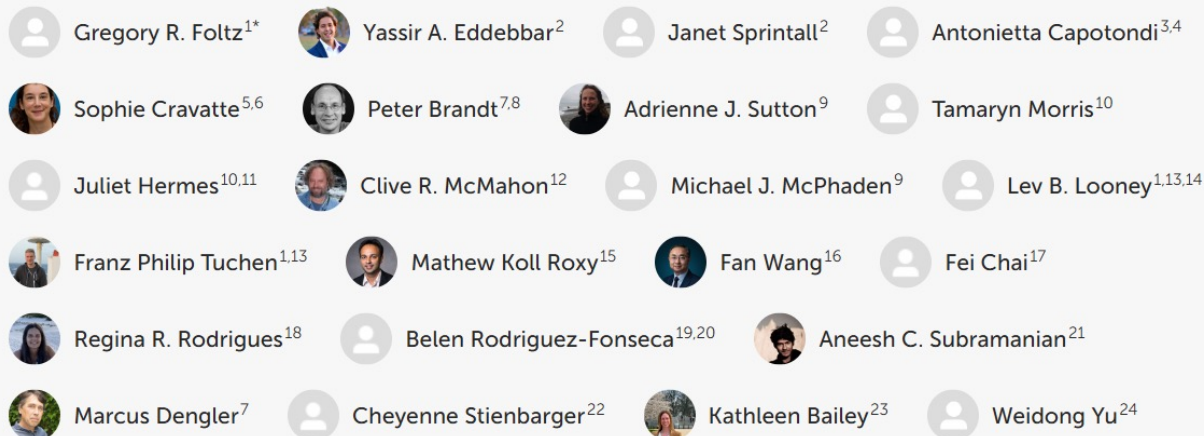 Gregory R. Foltz1* Yassir A. Eddebbar2 Janet Sprintall2 Antonietta Capotondi3,4
Sophie Cravatte5,6 Peter Brandt7,8 Adrienne J. Sutton9 Tamaryn Morris10
Juliet Hermes10,11 Clive R. McMahon12 Michael J. McPhaden9 Lev B. Looney1,13,14
Franz Philip Tuchen1,13 Mathew Koll Roxy15 Fan Wang16 Fei Chai17
Regina R. Rodrigues18 Belen Rodriguez-Fonseca19,20 Aneesh C. Subramanian21
Marcus Dengler7 Cheyenne Stienbarger22 Kathleen Bailey23 Weidong Yu24